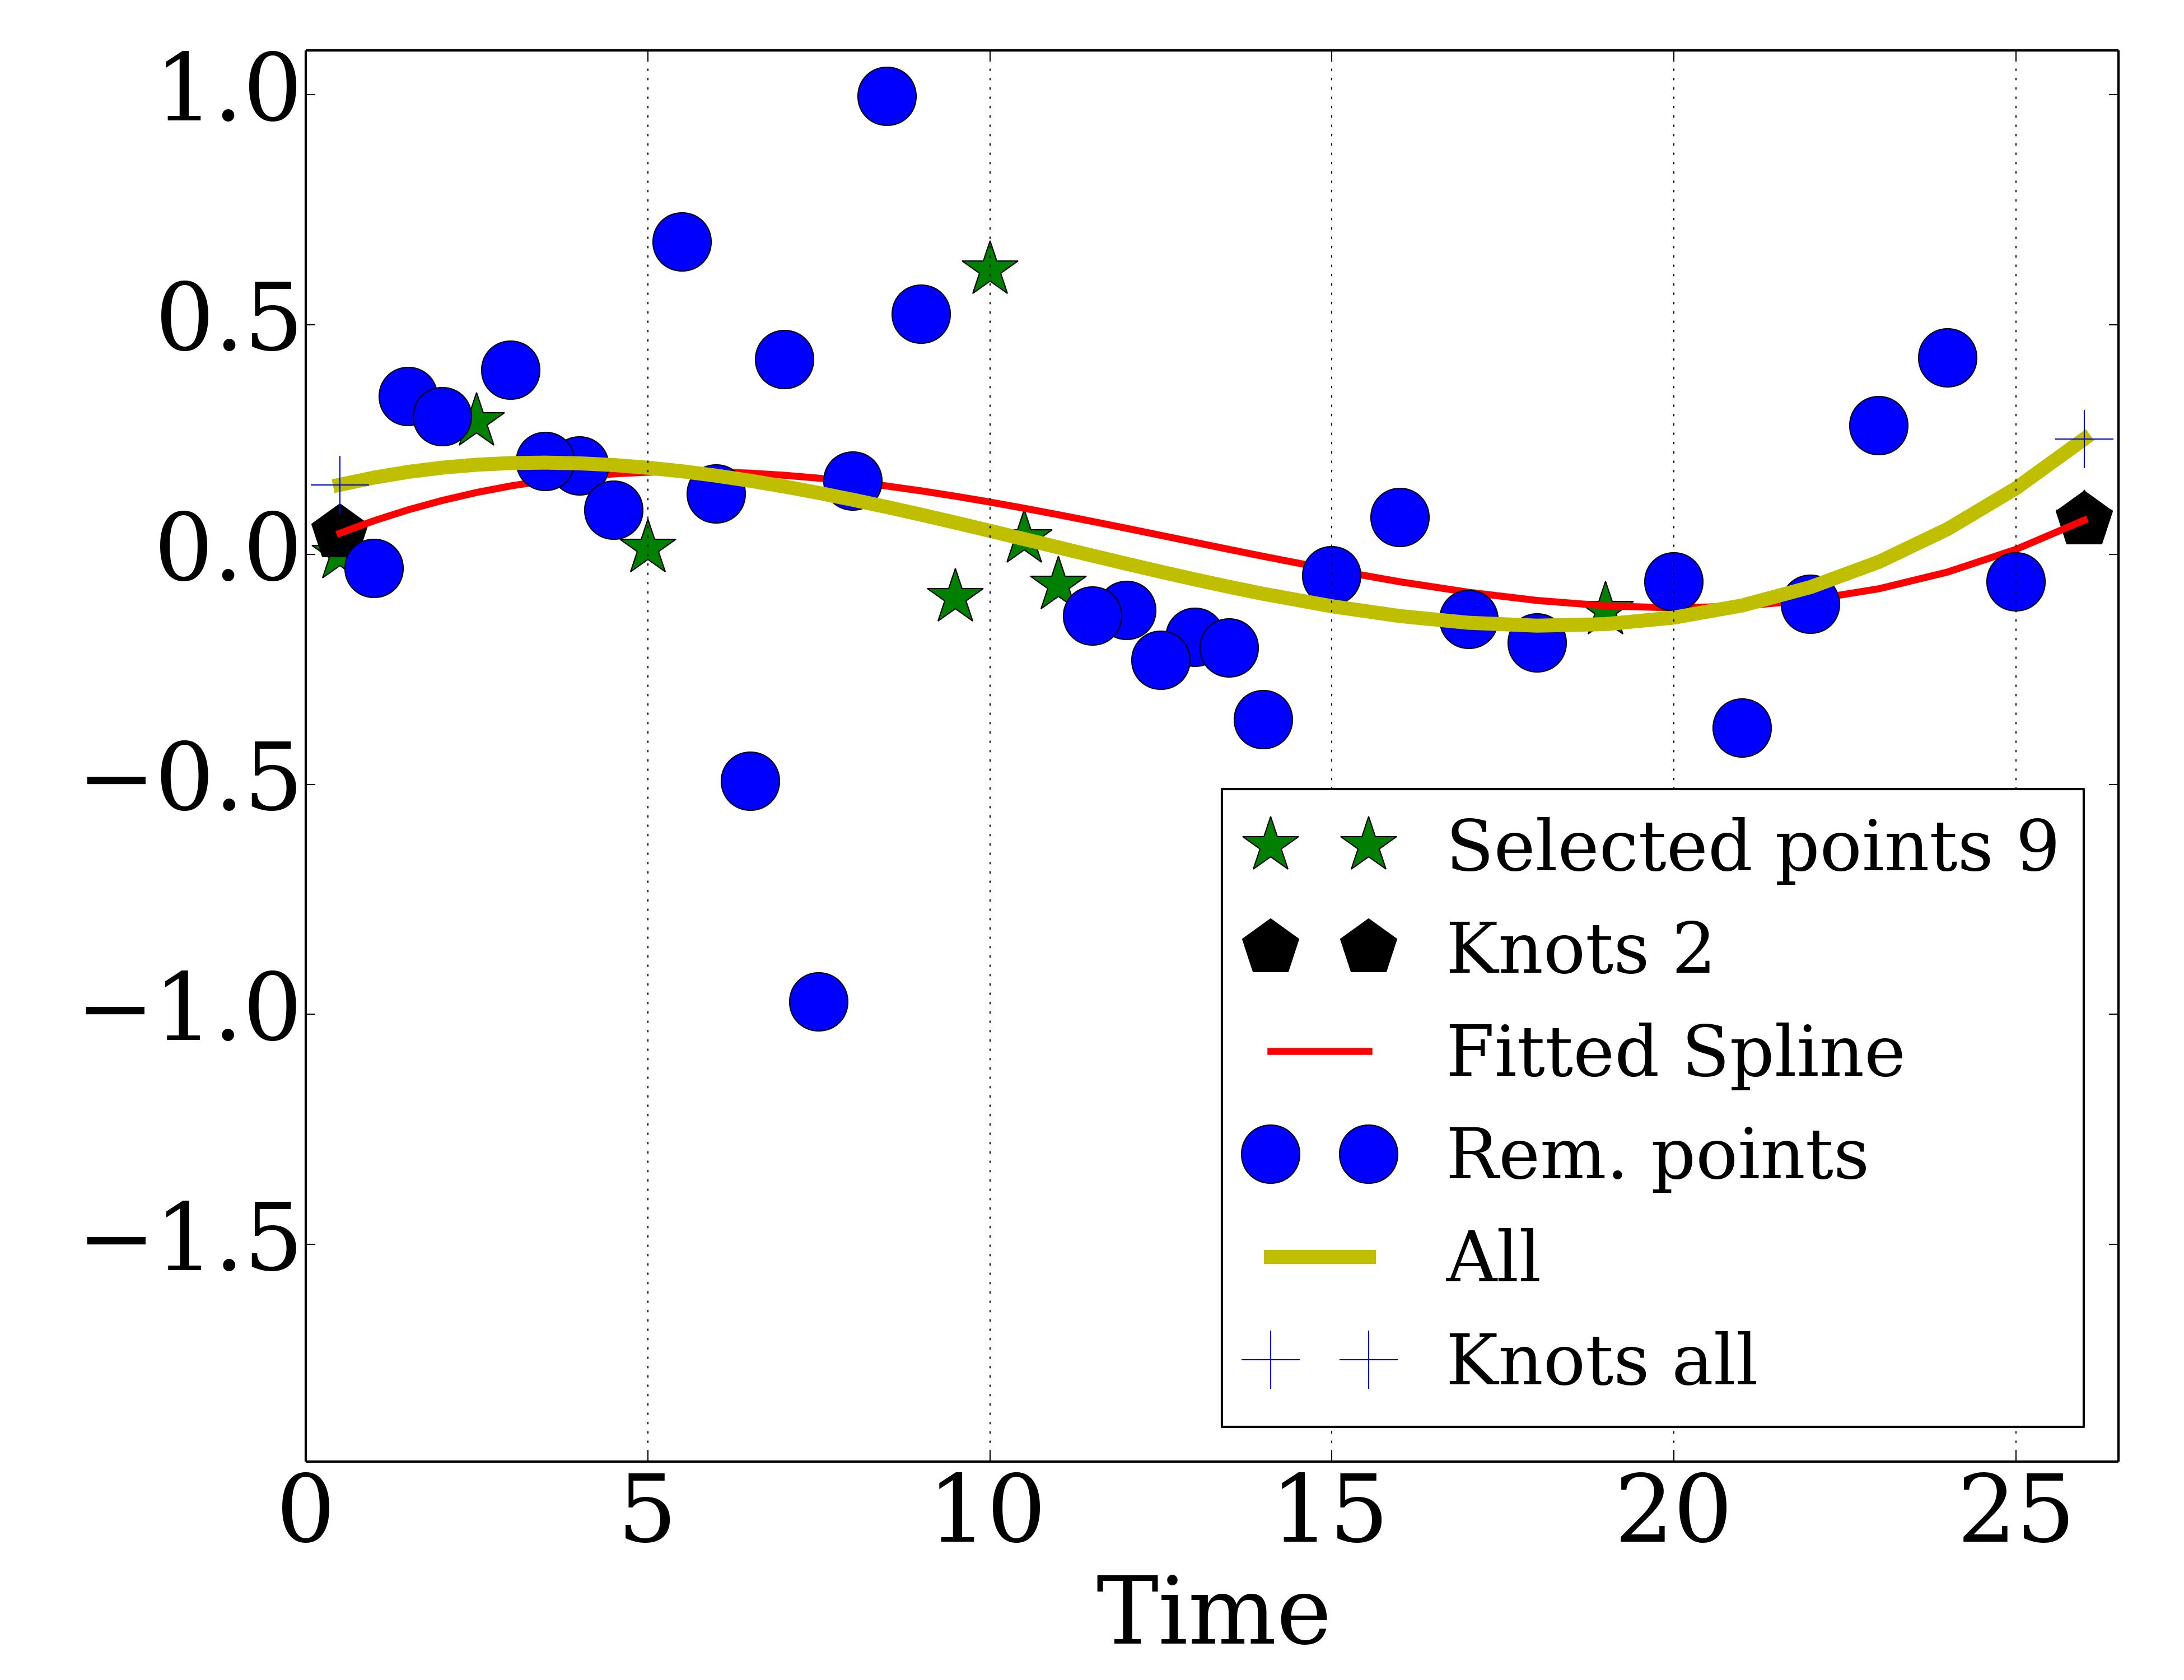 1.0
0.5
0.0
−0.5
−1.0
−1.5
0 5 10 15 20 25
Time
Selected points 9
Knots 2
Fitted Spline
Rem. points
All
Knots all